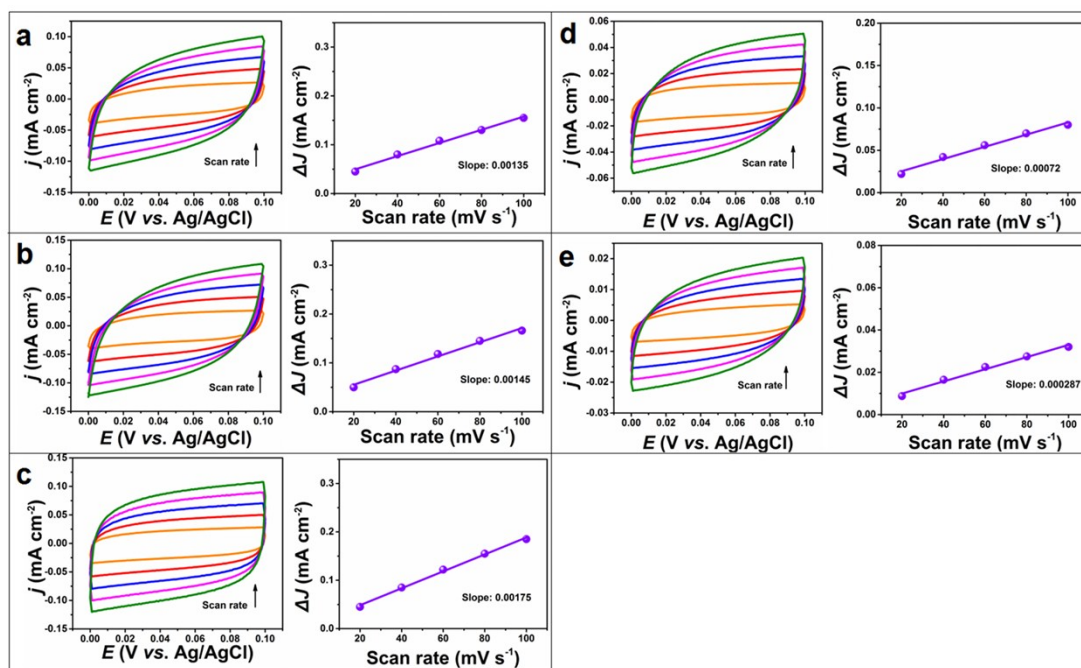 a
0.10
0.05
0.00
-0.05
-0.10
-0.15
j (mA cm⁻²)
Scan rate
0.00 0.02 0.04 0.06 0.08 0.10
E (V vs. Ag/AgCl)
0.3
0.2
0.1
0.0
ΔJ (mA cm⁻²)
Slope: 0.00135
20 40 60 80 100
Scan rate (mV s⁻¹)
d
0.06
0.04
0.02
0.00
-0.02
-0.04
-0.06
j (mA cm⁻²)
Scan rate
0.00 0.02 0.04 0.06 0.08 0.10
E (V vs. Ag/AgCl)
0.20
0.15
0.10
0.05
0.00
ΔJ (mA cm⁻²)
Slope: 0.00072
20 40 60 80 100
Scan rate (mV s⁻¹)
b
0.15
0.10
0.05
0.00
-0.05
-0.10
-0.15
j (mA cm⁻²)
Scan rate
0.00 0.02 0.04 0.06 0.08 0.10
E (V vs. Ag/AgCl)
0.3
0.2
0.1
0.0
ΔJ (mA cm⁻²)
Slope: 0.00145
20 40 60 80 100
Scan rate (mV s⁻¹)
e
0.02
0.01
0.00
-0.01
-0.02
-0.03
j (mA cm⁻²)
Scan rate
0.00 0.02 0.04 0.06 0.08 0.10
E (V vs. Ag/AgCl)
0.08
0.06
0.04
0.02
0.00
ΔJ (mA cm⁻²)
Slope: 0.000287
20 40 60 80 100
Scan rate (mV s⁻¹)
c
0.15
0.10
0.05
0.00
-0.05
-0.10
-0.15
j (mA cm⁻²)
Scan rate
0.00 0.02 0.04 0.06 0.08 0.10
E (V vs. Ag/AgCl)
0.3
0.2
0.1
0.0
ΔJ (mA cm⁻²)
Slope: 0.00175
20 40 60 80 100
Scan rate (mV s⁻¹)